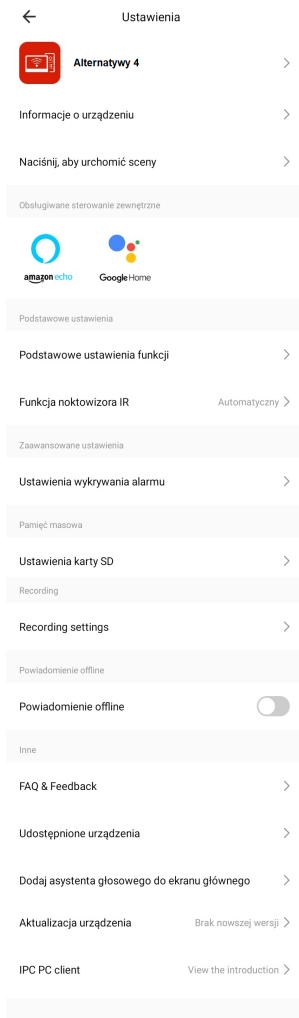 Ustawienia
Alternatywy 4
Informacje o urządzeniu
Naciśnij, aby urchomić sceny
Obsługiwane sterowanie zewnętrzne
amazon echo
Google Home
Podstawowe ustawienia
Podstawowe ustawienia funkcji
Funkcja noktowizora IR Automatyczny
Zaawansowane ustawienia
Ustawienia wykrywania alarmu
Pamięć masowa
Ustawienia karty SD
Recording
Recording settings
Powiadomienie offline
Powiadomienie offline
Inne
FAQ & Feedback
Udostępnione urządzenia
Dodaj asystenta głosowego do ekranu głównego
Aktualizacja urządzenia Brak nowszej wersji
IPC PC client View the introduction